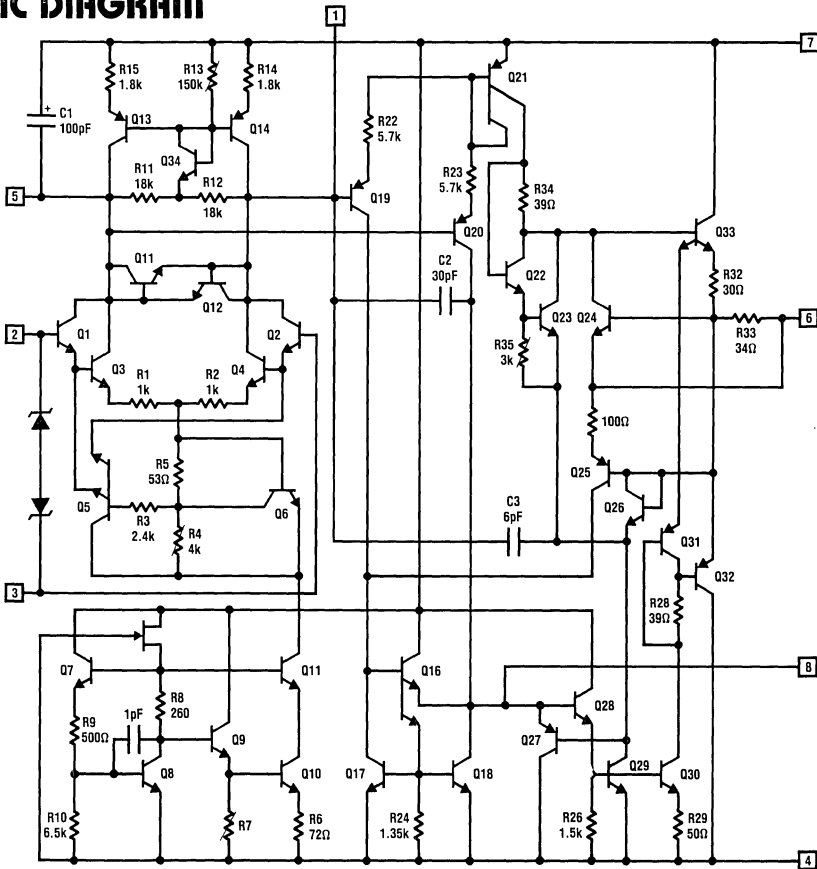 IC DIAGRAM
1
7
R15
1.8k
R13
150k
R14
1.8k
Q21
+
C1
100pF
Q13
Q14
R22
5.7k
Q34
R11
18k
R12
18k
R23
5.7k
R34
39Ω
5
Q19
Q20
Q33
Q11
Q12
C2
30pF
Q22
R32
30Ω
2
Q1
Q2
Q23
Q24
6
R33
34Ω
Q3
Q4
R1
1k
R2
1k
R35
3k
100Ω
R5
53Ω
Q25
Q5
Q6
Q26
R3
2.4k
R4
4k
C3
6pF
Q31
Q32
3
R28
39Ω
Q7
Q11
Q16
8
R8
260
1pF
R9
500Ω
Q9
Q28
Q27
Q8
Q10
Q17
Q18
Q29
Q30
R10
6.5k
R7
R6
72Ω
R24
1.35k
R26
1.5k
R29
50Ω
4